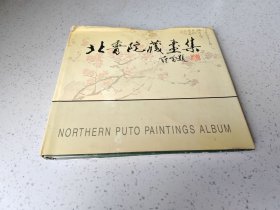 北普陀藏画集
NORTHERN PUTO PAINTINGS ALBUM